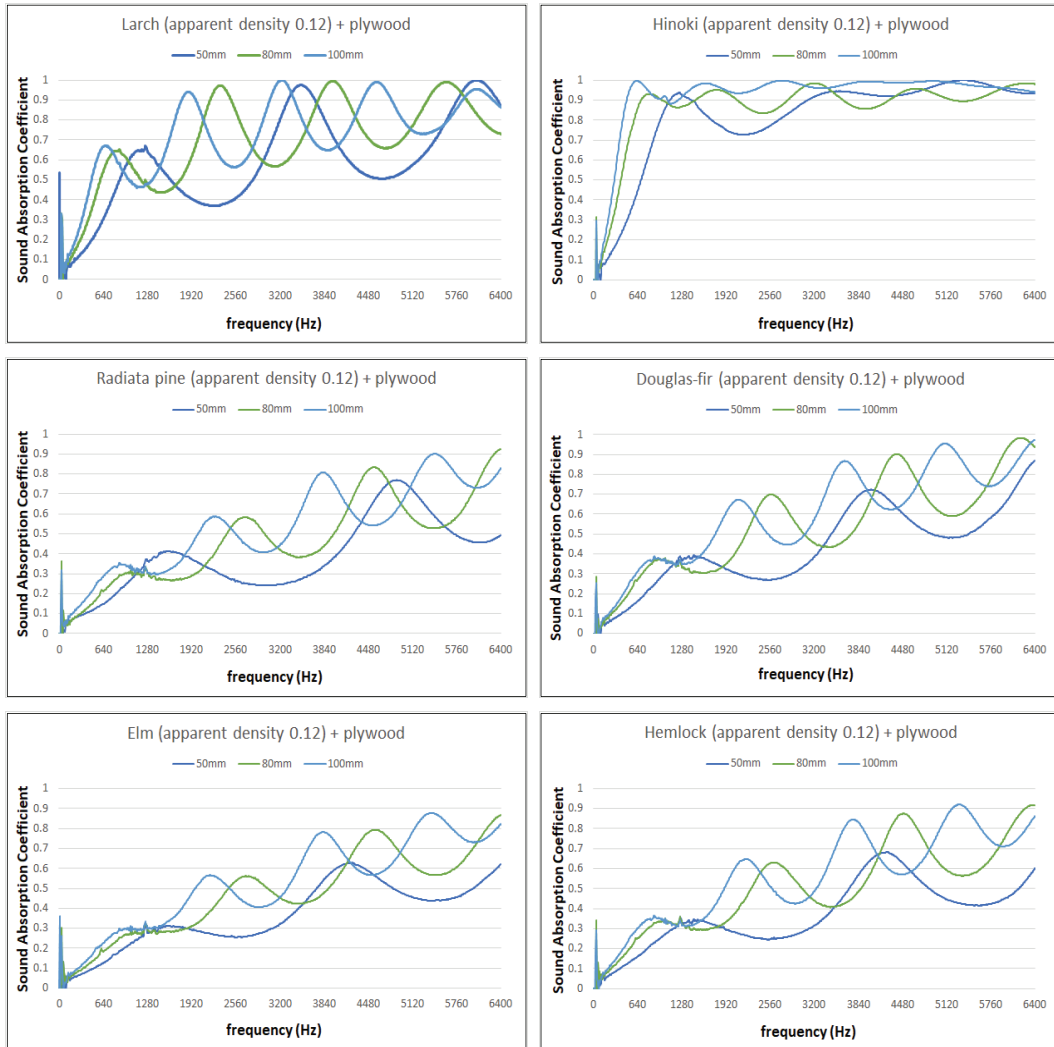 Larch (apparent density 0.12) + plywood
50mm 80mm 100mm
Sound Absorption Coefficient
1
0.9
0.8
0.7
0.6
0.5
0.4
0.3
0.2
0.1
0
0 640 1280 1920 2560 3200 3840 4480 5120 5760 6400
frequency (Hz)
Hinoki (apparent density 0.12) + plywood
50mm 80mm 100mm
Sound Absorption Coefficient
1
0.9
0.8
0.7
0.6
0.5
0.4
0.3
0.2
0.1
0
0 640 1280 1920 2560 3200 3840 4480 5120 5760 6400
frequency (Hz)
Radiata pine (apparent density 0.12) + plywood
50mm 80mm 100mm
Sound Absorption Coefficient
1
0.9
0.8
0.7
0.6
0.5
0.4
0.3
0.2
0.1
0
0 640 1280 1920 2560 3200 3840 4480 5120 5760 6400
frequency (Hz)
Douglas-fir (apparent density 0.12) + plywood
50mm 80mm 100mm
Sound Absorption Coefficient
1
0.9
0.8
0.7
0.6
0.5
0.4
0.3
0.2
0.1
0
0 640 1280 1920 2560 3200 3840 4480 5120 5760 6400
frequency (Hz)
Elm (apparent density 0.12) + plywood
50mm 80mm 100mm
Sound Absorption Coefficient
1
0.9
0.8
0.7
0.6
0.5
0.4
0.3
0.2
0.1
0
0 640 1280 1920 2560 3200 3840 4480 5120 5760 6400
frequency (Hz)
Hemlock (apparent density 0.12) + plywood
50mm 80mm 100mm
Sound Absorption Coefficient
1
0.9
0.8
0.7
0.6
0.5
0.4
0.3
0.2
0.1
0
0 640 1280 1920 2560 3200 3840 4480 5120 5760 6400
frequency (Hz)